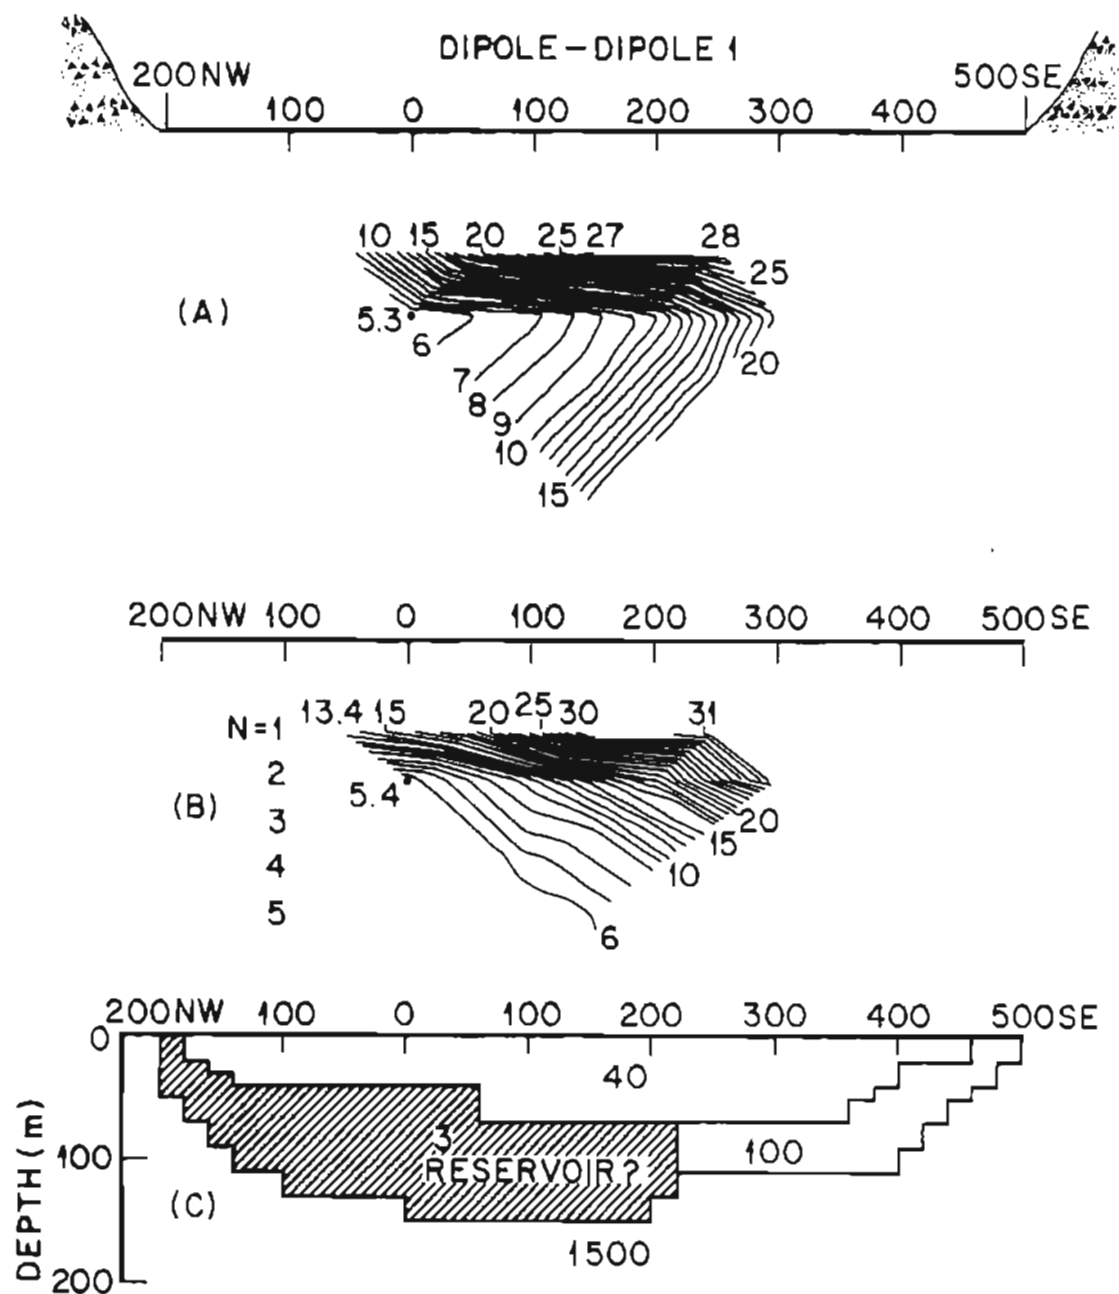 DIPOLE-DIPOLE 1
200NW 100 0 100 200 300 400 500SE
10 15 20 25 27 28
25
(A)
5.3
6
20
7
8
9
10
15
200NW 100 0 100 200 300 400 500SE
13.4 15 20 25 30 31
N=1
2
5.4
(B)
3
20
15
4
10
5
6
200NW 100 0 100 200 300 400 500SE
0
40
3
100
100
RESERVOIR?
(C)
1500
200
DEPTH (m)